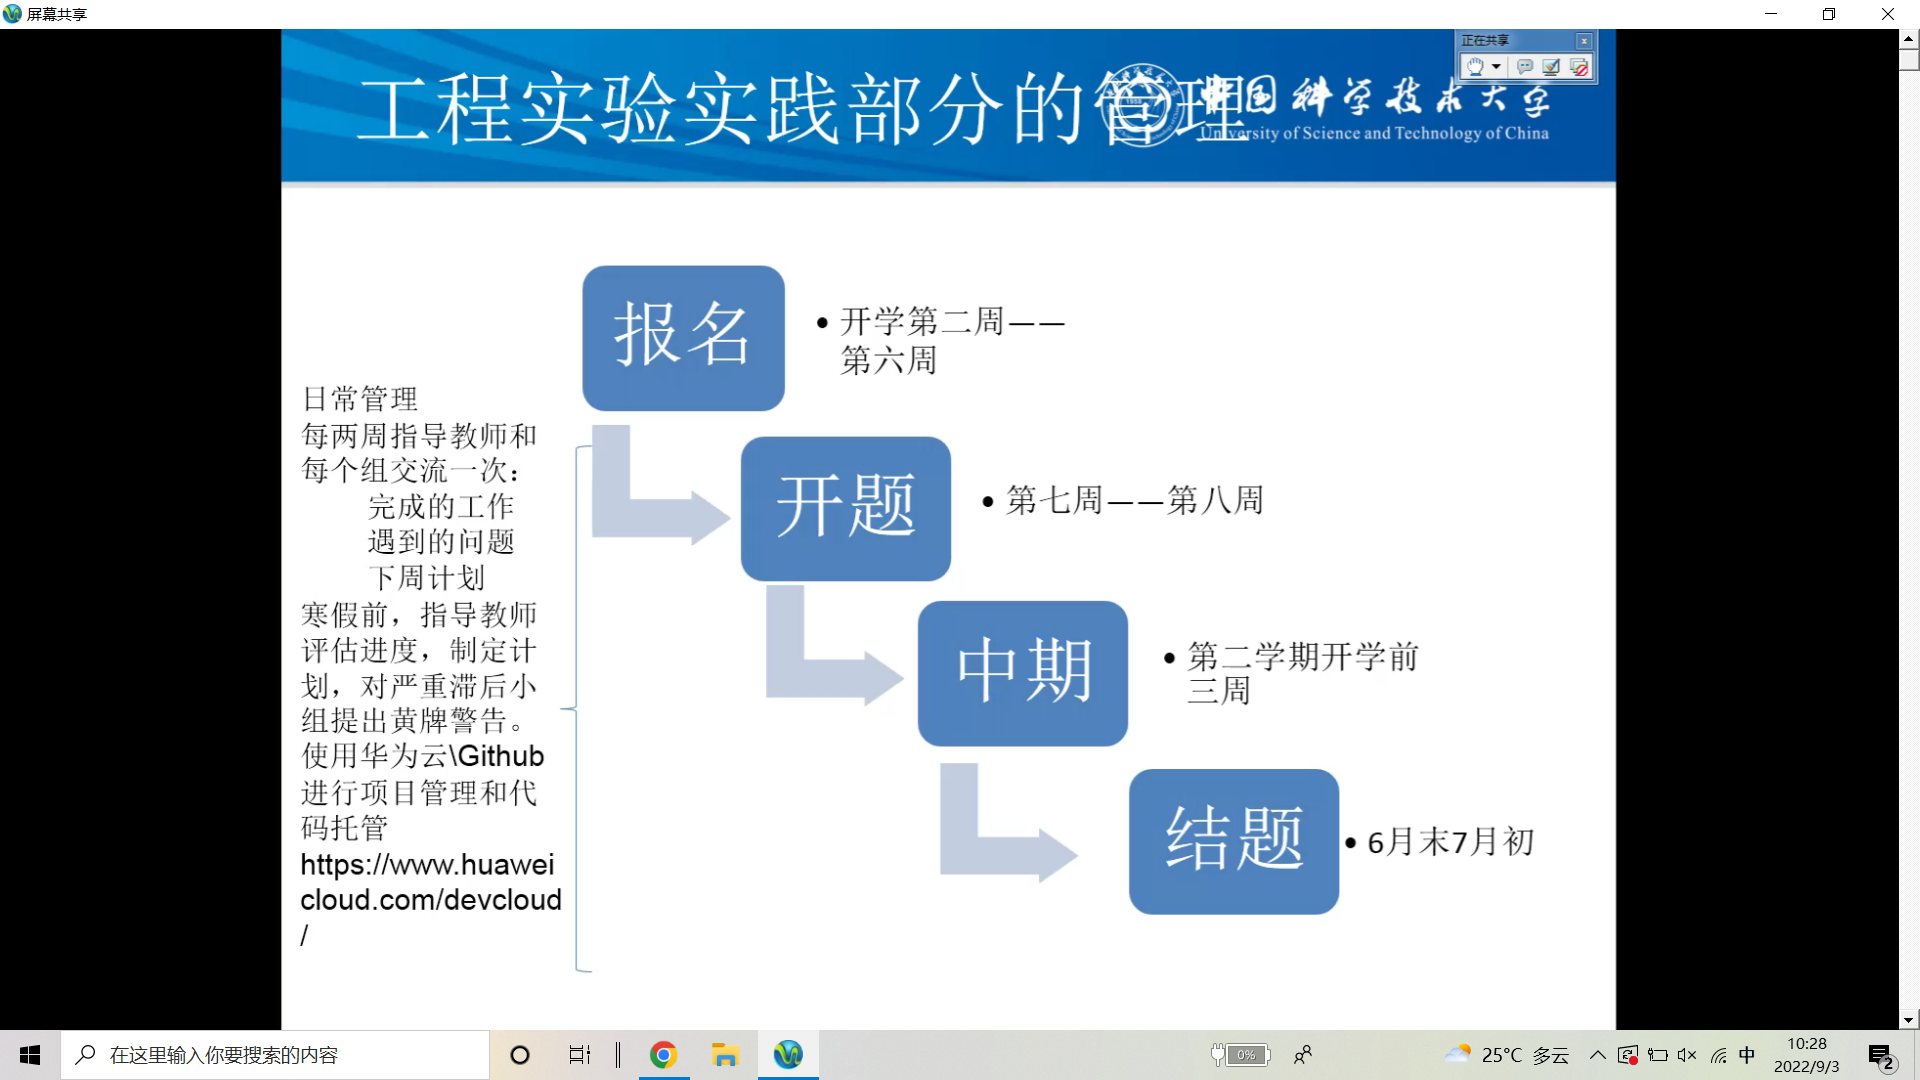 屏幕共享
正在共享
工程实验实践部分的管理
中国科学技术大学
University of Science and Technology of China
1958
报名
• 开学第二周——
第六周
日常管理
每两周指导教师和
每个组交流一次：
完成的工作
遇到的问题
下周计划
寒假前，指导教师
评估进度，制定计
划，对严重滞后小
组提出黄牌警告。
使用华为云\Github
进行项目管理和代
码托管
https://www.huawei
cloud.com/devcloud
/
开题
• 第七周——第八周
中期
• 第二学期开学前
三周
结题
• 6月末7月初
在这里输入你要搜索的内容
0%
25°C 多云
中
10:28
2022/9/3
2